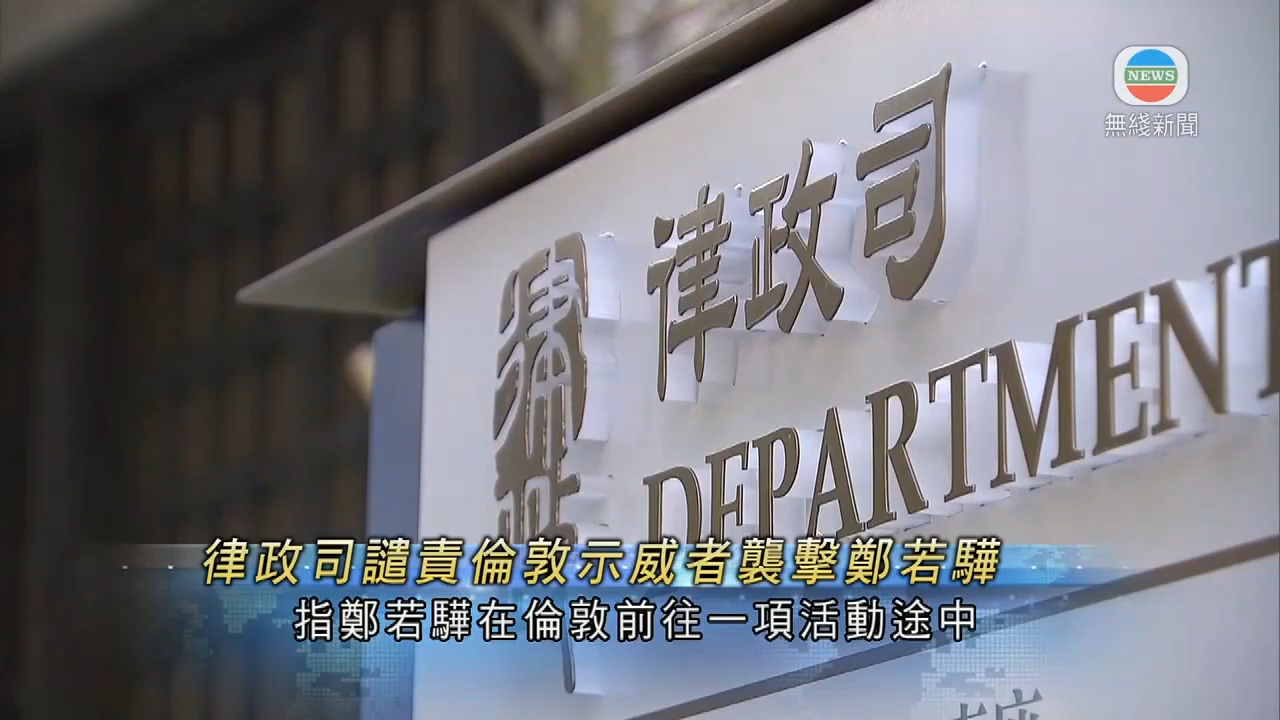 NEWS
無綫新聞
律政司
DEPARTMENT
律政司譴責倫敦示威者襲擊鄭若驊
指鄭若驊在倫敦前往一項活動途中